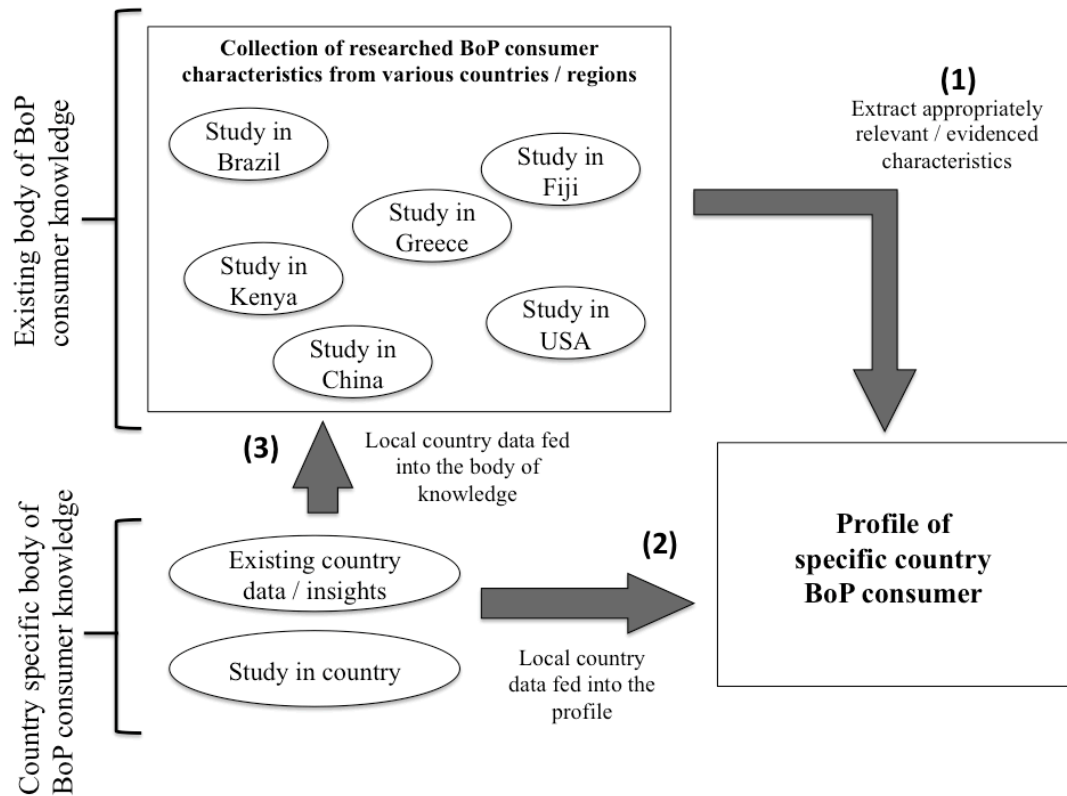 Existing body of BoP
consumer knowledge
Collection of researched BoP consumer
characteristics from various countries / regions
Study in
Brazil
Study in
Fiji
Study in
Greece
Study in
Kenya
Study in
USA
Study in
China
(1)
Extract appropriately
relevant / evidenced
characteristics
(3)
Local country data fed
into the body of
knowledge
Country specific body of
BoP consumer knowledge
Existing country
data / insights
Study in country
(2)
Local country
data fed into the
profile
Profile of
specific country
BoP consumer